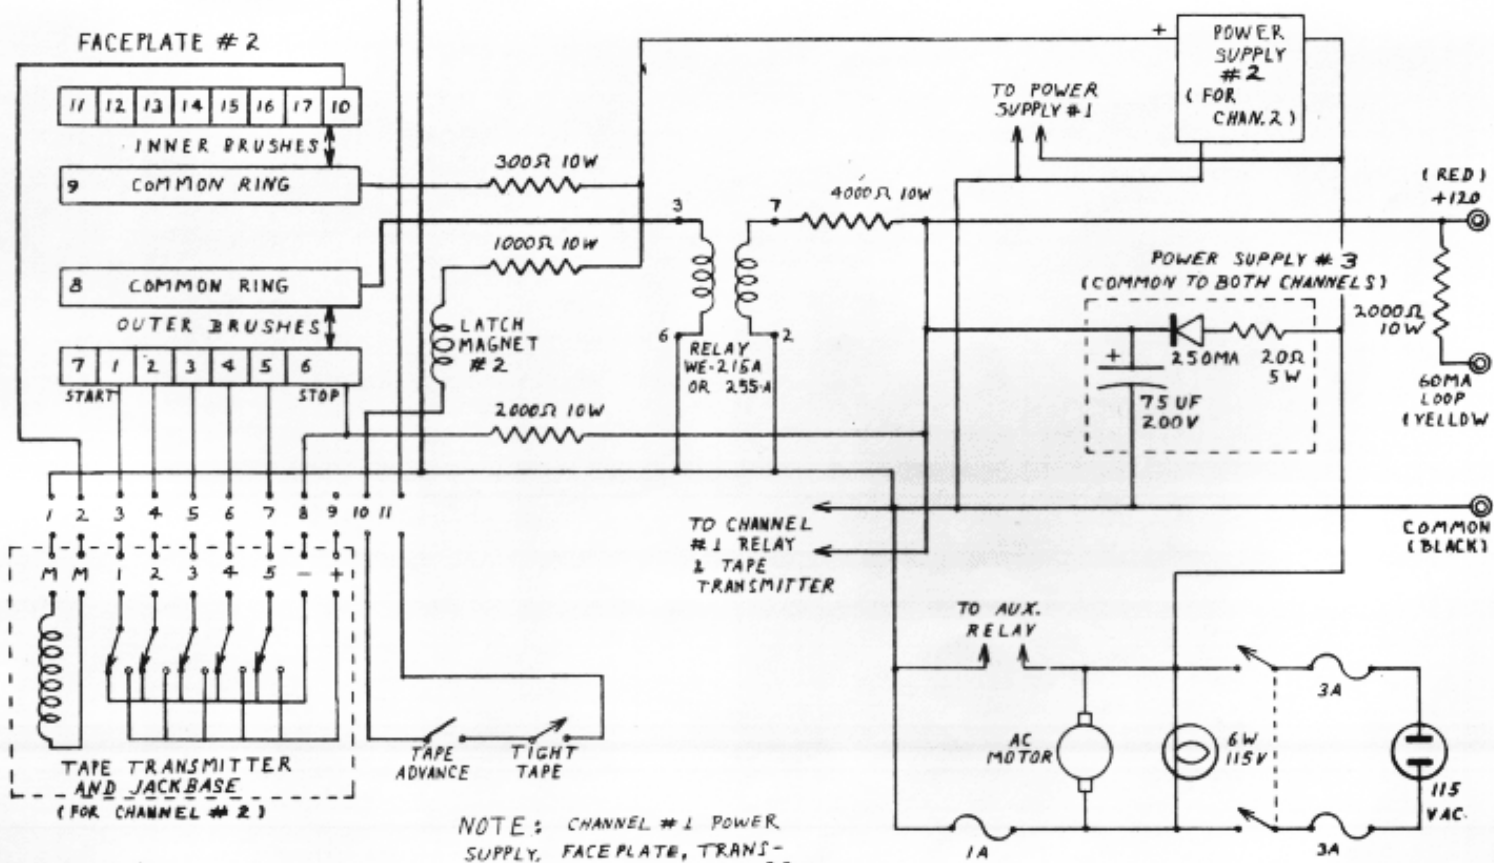 FACEPLATE # 2
11 12 13 14 15 16 17 10
INNER BRUSHES
9 COMMON RING
8 COMMON RING
OUTER BRUSHES
7 1 2 3 4 5 6
START
STOP
300Ω 10W
1000Ω 10W
LATCH
MAGNET
#2
2000Ω 10W
3
7
6
2
RELAY
WE-215A
OR 255-A
4000Ω 10W
+
POWER
SUPPLY
#2
(FOR
CHAN.2)
TO POWER
SUPPLY #1
(RED)
+120
POWER SUPPLY #3
(COMMON TO BOTH CHANNELS)
2000Ω
10W
+
250MA
20Ω
5W
75UF
200V
60MA
LOOP
(YELLOW
COMMON
(BLACK)
1 2 3 4 5 6 7 8 9 10 11
M M 1 2 3 4 5 - +
TO CHANNEL
#1 RELAY
& TAPE
TRANSMITTER
TO AUX.
RELAY
TAPE
ADVANCE
TIGHT
TAPE
AC
MOTOR
6W
115V
3A
115
VAC.
1A
3A
TAPE TRANSMITTER
AND JACKBASE
(FOR CHANNEL #2)
NOTE: CHANNEL #1 POWER
SUPPLY, FACEPLATE, TRANS-